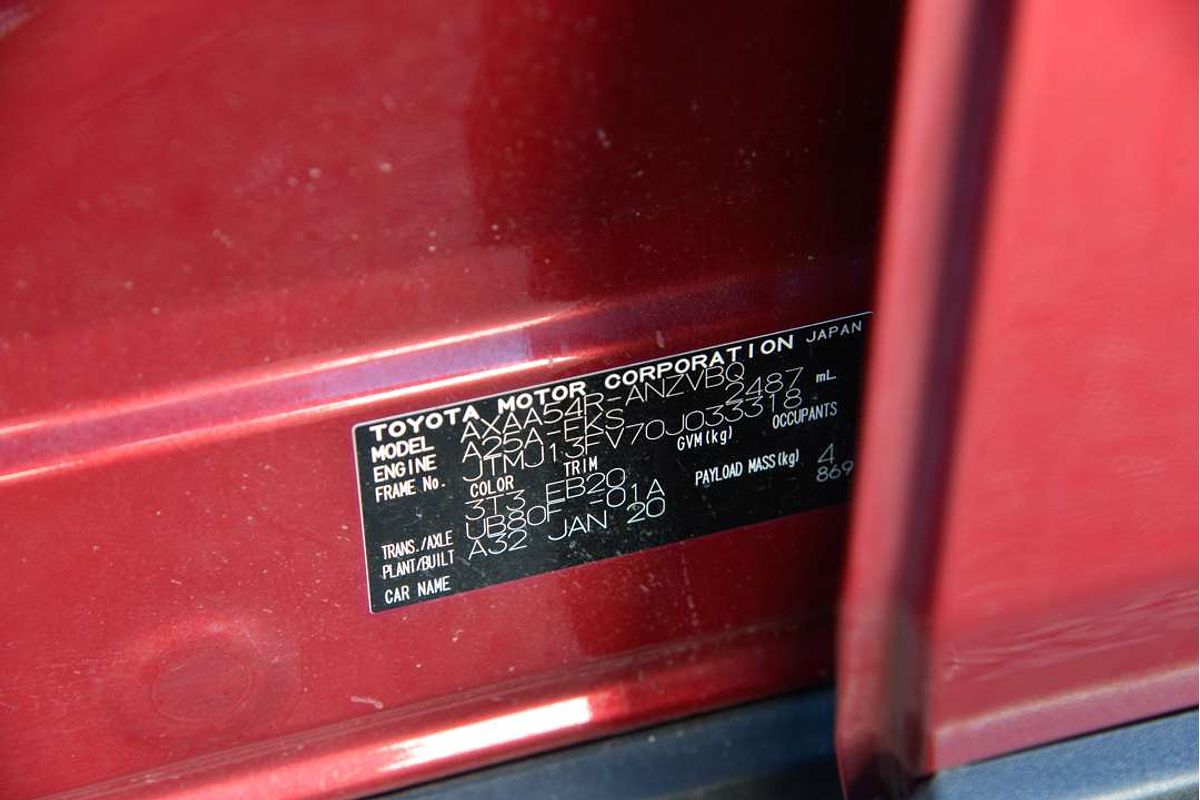 TOYOTA MOTOR CORPORATION JAPAN
MODEL AXAA54R-ANZVBQ
ENGINE A25A-FKS 2487 mL
FRAME No. JTMJ13FV70J033318
COLOR TRIM GVM(kg) OCCUPANTS
3T3 EB20 4
TRANS./AXLE UB80F -01A PAYLOAD MASS(kg) 869
PLANT/BUILT A32 JAN 20
CAR NAME